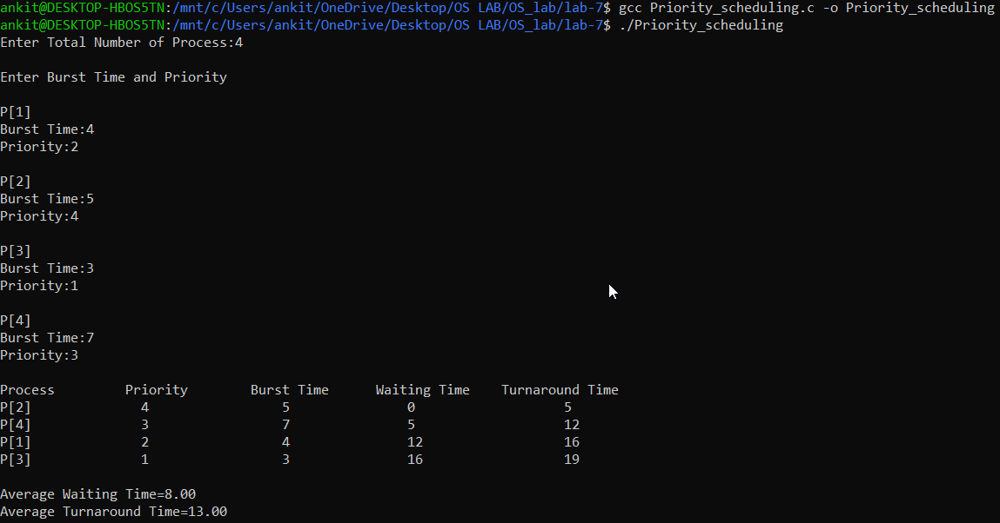 ankit@DESKTOP-HBOS5TN:/mnt/c/Users/ankit/OneDrive/Desktop/OS LAB/OS_lab/lab-7$ gcc Priority_scheduling.c -o Priority_scheduling
ankit@DESKTOP-HBOS5TN:/mnt/c/Users/ankit/OneDrive/Desktop/OS LAB/OS_lab/lab-7$ ./Priority_scheduling
Enter Total Number of Process:4

Enter Burst Time and Priority

P[1]
Burst Time:4
Priority:2

P[2]
Burst Time:5
Priority:4

P[3]
Burst Time:3
Priority:1

P[4]
Burst Time:7
Priority:3

Process         Priority        Burst Time      Waiting Time    Turnaround Time
P[2]              4                 5               0                   5
P[4]              3                 7               5                   12
P[1]              2                 4               12                  16
P[3]              1                 3               16                  19

Average Waiting Time=8.00
Average Turnaround Time=13.00